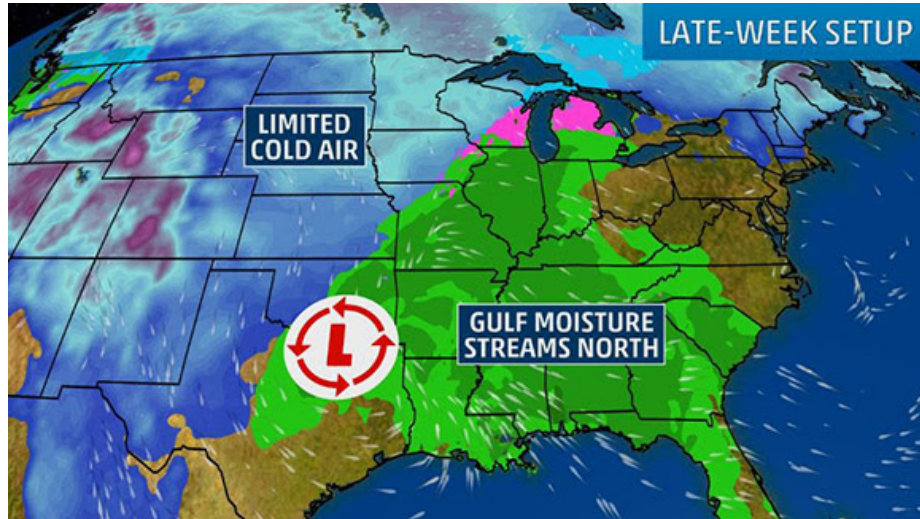 LATE-WEEK SETUP
LIMITED
COLD AIR
L
GULF MOISTURE
STREAMS NORTH